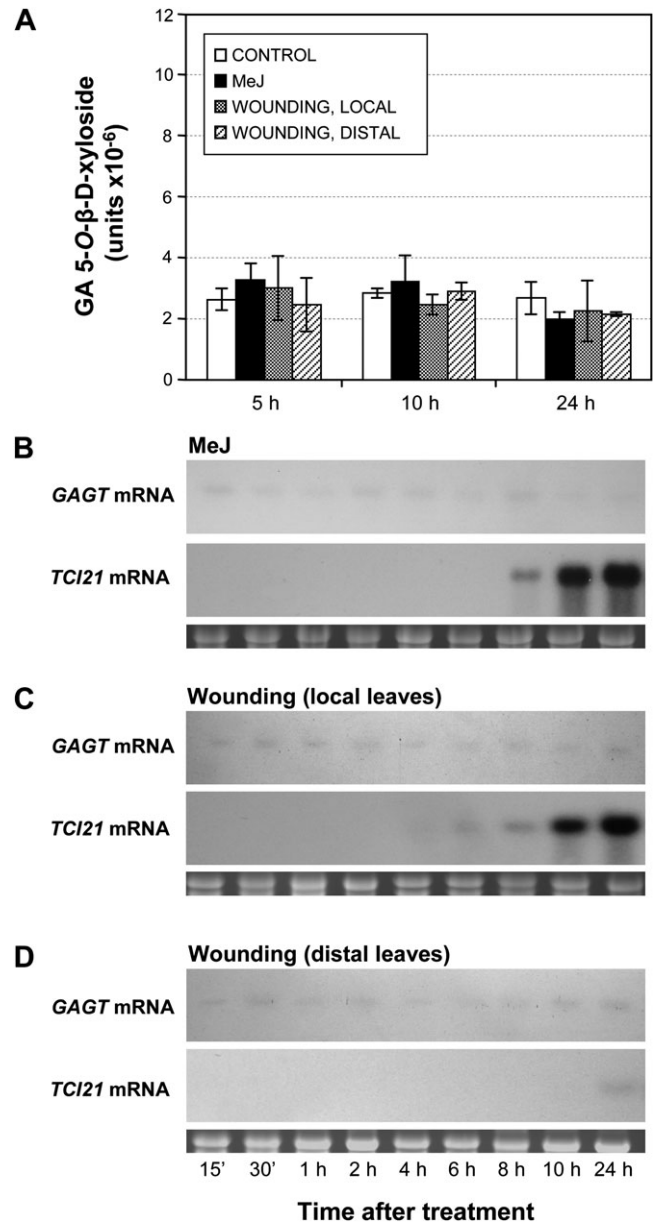 A
GA 5-O-β-D-xyloside
(units x10-6)
12
10
8
6
4
2
0
CONTROL
MeJ
WOUNDING, LOCAL
WOUNDING, DISTAL
5 h 10 h 24 h
B
MeJ
GAGT mRNA
TCI21 mRNA
C
Wounding (local leaves)
GAGT mRNA
TCI21 mRNA
D
Wounding (distal leaves)
GAGT mRNA
TCI21 mRNA
15’ 30’ 1 h 2 h 4 h 6 h 8 h 10 h 24 h
Time after treatment